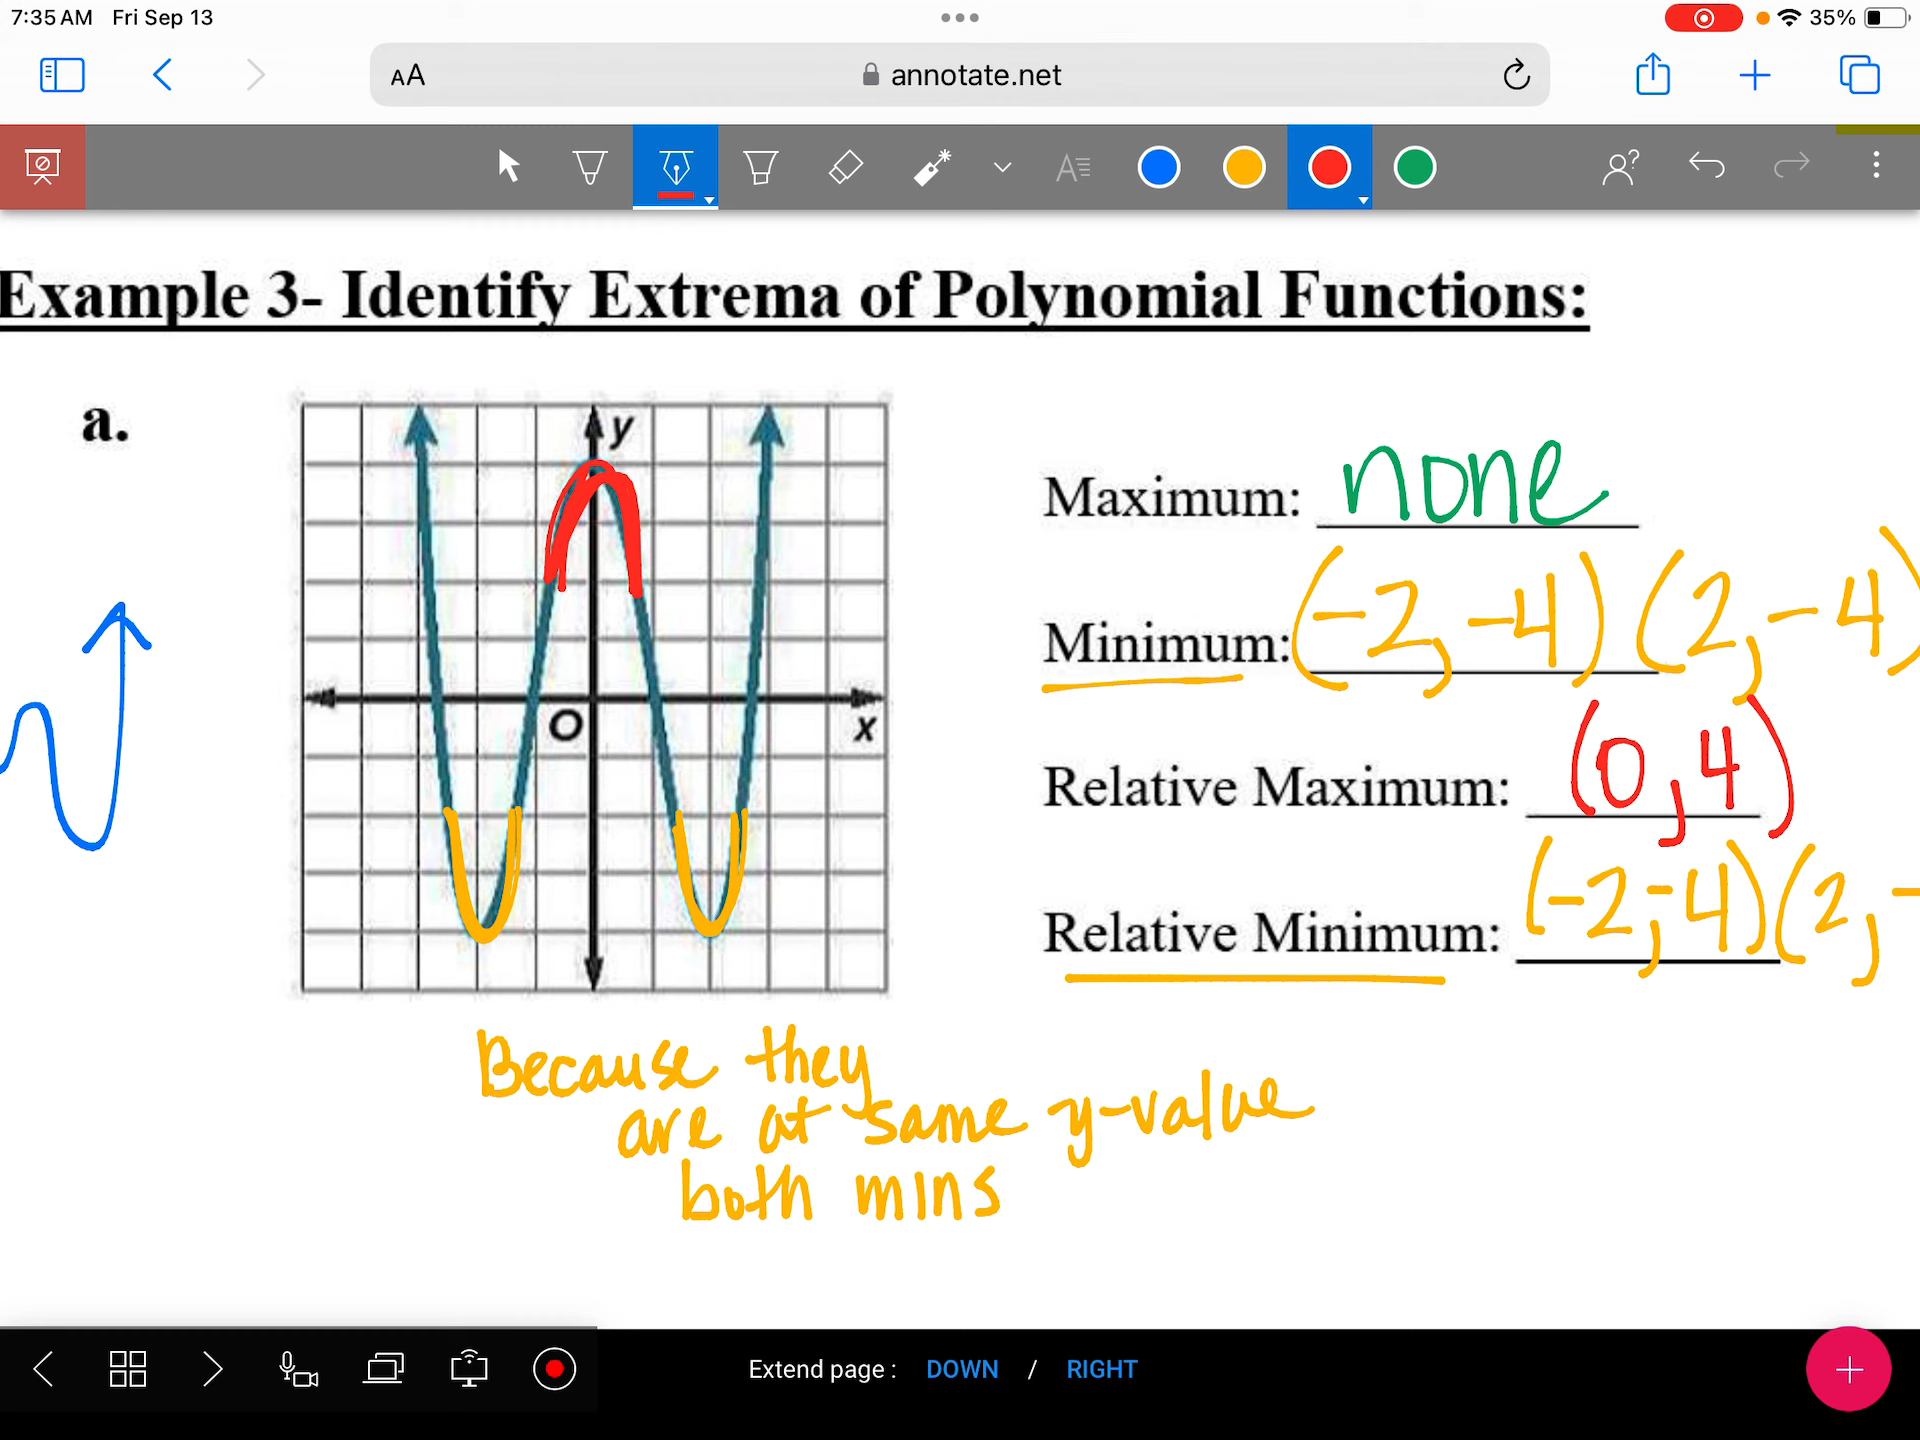 7:35 AM Fri Sep 13
35%
AA annotate.net
Example 3- Identify Extrema of Polynomial Functions:
a.
y
O
x
Maximum: none
Minimum: (-2, -4) (2, -4)
Relative Maximum: (0, 4)
Relative Minimum: (-2, -4) (2, -
Because they
are at same y-value
both mins
Extend page : DOWN / RIGHT